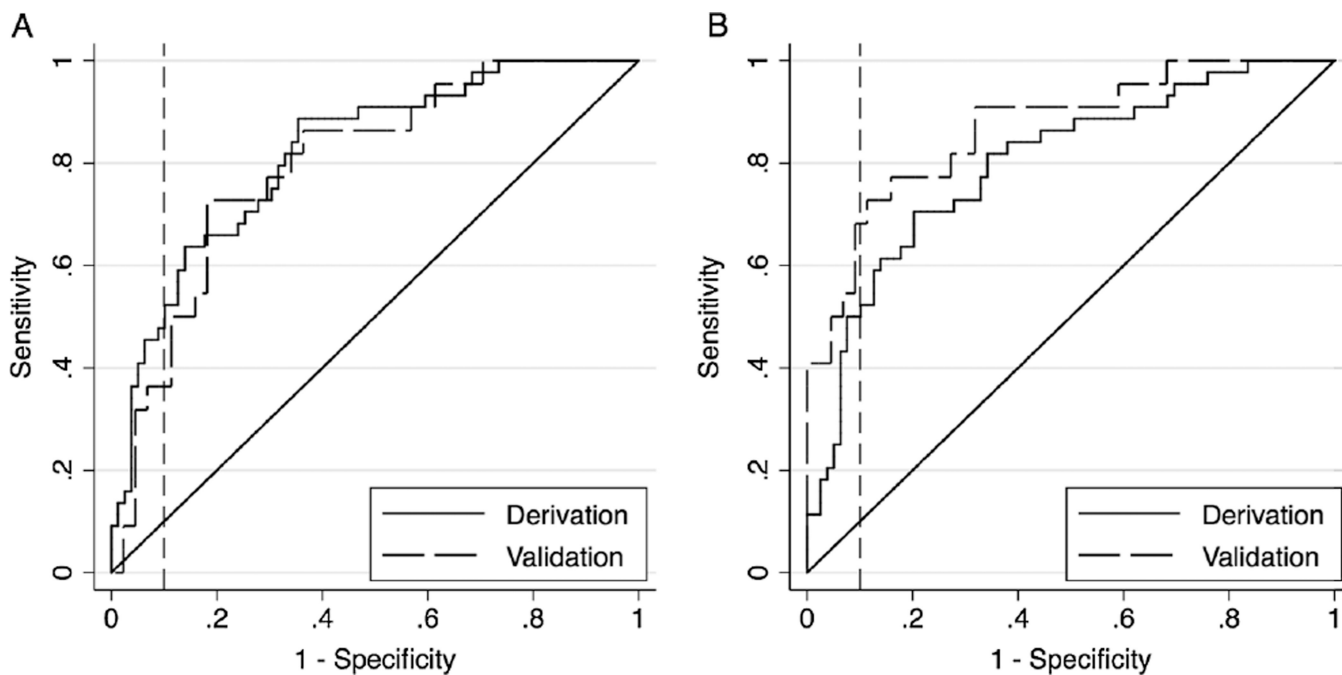 A
B
Sensitivity
1
.8
.6
.4
.2
0
Derivation
Validation
0 .2 .4 .6 .8 1
1 - Specificity
Sensitivity
1
.8
.6
.4
.2
0
Derivation
Validation
0 .2 .4 .6 .8 1
1 - Specificity